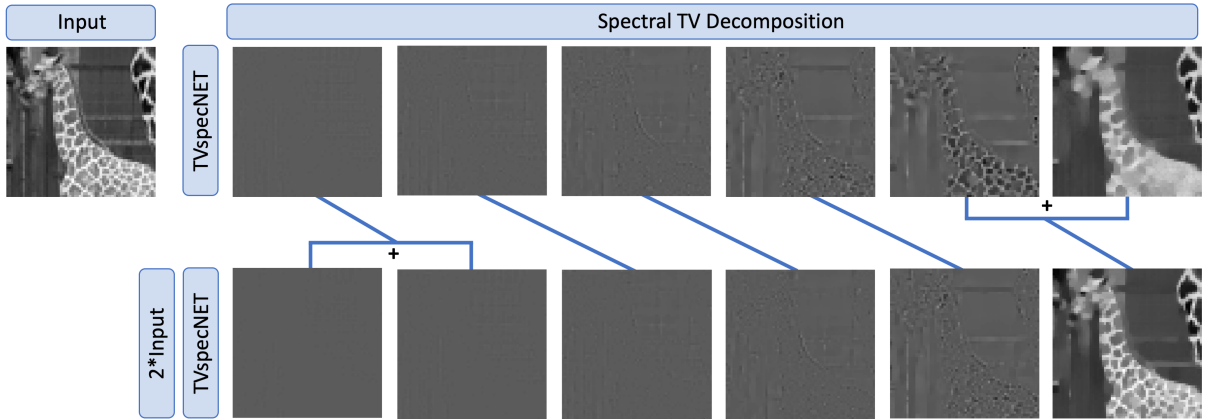 Input
Spectral TV Decomposition
TVspecNET
+
+
2*Input
TVspecNET